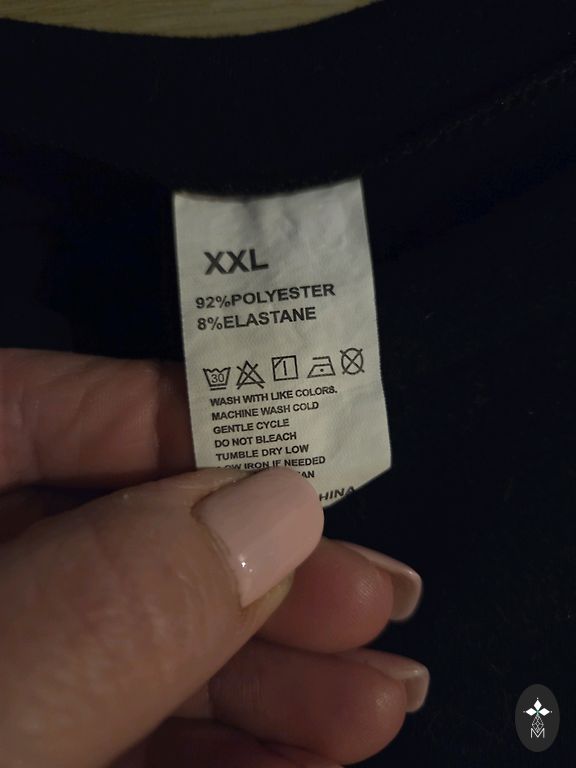 XXL
92%POLYESTER
8%ELASTANE
30
WASH WITH LIKE COLORS.
MACHINE WASH COLD
GENTLE CYCLE
DO NOT BLEACH
TUMBLE DRY LOW
LOW IRON IF NEEDED